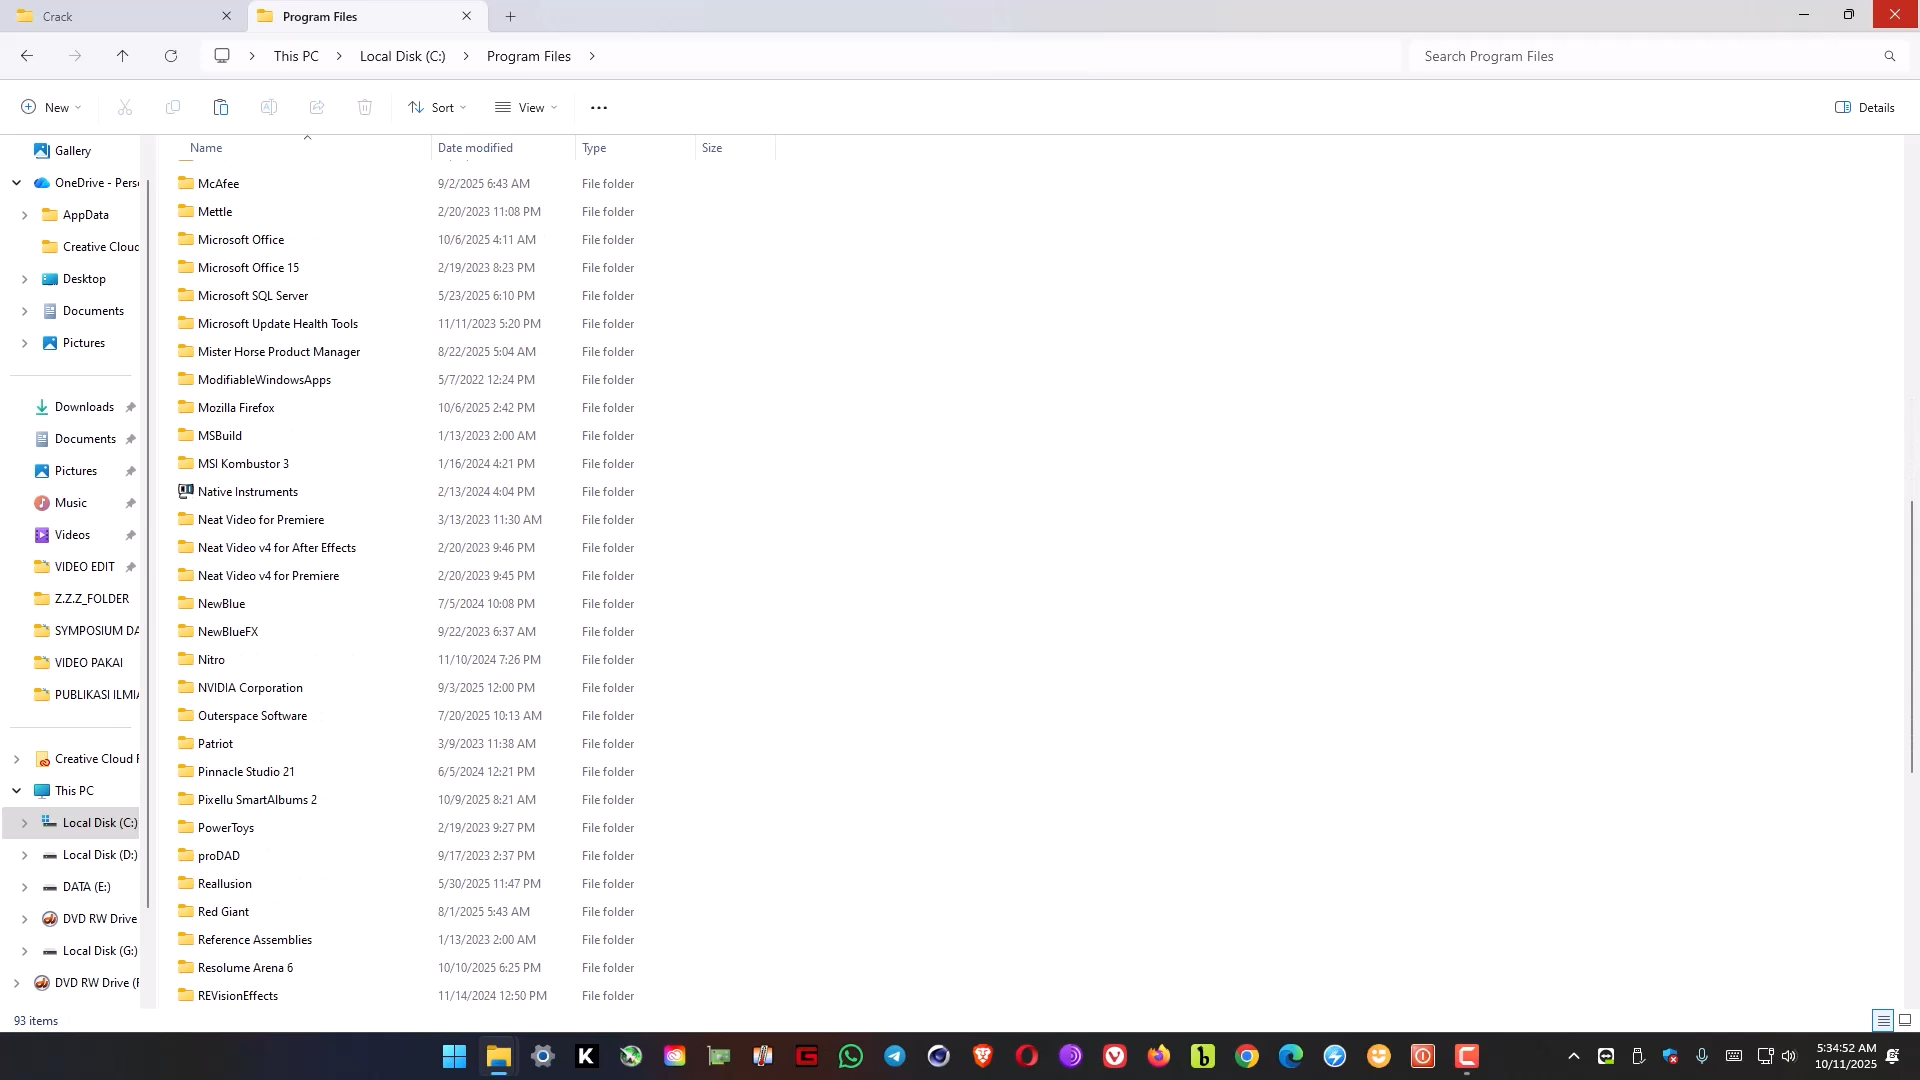 Crack
Program Files
This PC
Local Disk (C:)
Program Files
Search Program Files
New
Sort
View
Details
Name
Date modified
Type
Size
Gallery
OneDrive - Perso
AppData
Creative Cloud
Desktop
Documents
Pictures
Downloads
Documents
Pictures
Music
Videos
VIDEO EDIT
Z.Z.Z_FOLDER
SYMPOSIUM DA
VIDEO PAKAI
PUBLIKASI ILMIA
Creative Cloud F
This PC
Local Disk (C:)
Local Disk (D:)
DATA (E:)
DVD RW Drive
Local Disk (G:)
DVD RW Drive (F
McAfee 9/2/2025 6:43 AM File folder
Mettle 2/20/2023 11:08 PM File folder
Microsoft Office 10/6/2025 4:11 AM File folder
Microsoft Office 15 2/19/2023 8:23 PM File folder
Microsoft SQL Server 5/23/2025 6:10 PM File folder
Microsoft Update Health Tools 11/11/2023 5:20 PM File folder
Mister Horse Product Manager 8/22/2025 5:04 AM File folder
ModifiableWindowsApps 5/7/2022 12:24 PM File folder
Mozilla Firefox 10/6/2025 2:42 PM File folder
MSBuild 1/13/2023 2:00 AM File folder
MSI Kombustor 3 1/16/2024 4:21 PM File folder
Native Instruments 2/13/2024 4:04 PM File folder
Neat Video for Premiere 3/13/2023 11:30 AM File folder
Neat Video v4 for After Effects 2/20/2023 9:46 PM File folder
Neat Video v4 for Premiere 2/20/2023 9:45 PM File folder
NewBlue 7/5/2024 10:08 PM File folder
NewBlueFX 9/22/2023 6:37 AM File folder
Nitro 11/10/2024 7:26 PM File folder
NVIDIA Corporation 9/3/2025 12:00 PM File folder
Outerspace Software 7/20/2025 10:13 AM File folder
Patriot 3/9/2023 11:38 AM File folder
Pinnacle Studio 21 6/5/2024 12:21 PM File folder
Pixellu SmartAlbums 2 10/9/2025 8:21 AM File folder
PowerToys 2/19/2023 9:27 PM File folder
proDAD 9/17/2023 2:37 PM File folder
Reallusion 5/30/2025 11:47 PM File folder
Red Giant 8/1/2025 5:43 AM File folder
Reference Assemblies 1/13/2023 2:00 AM File folder
Resolume Arena 6 10/10/2025 6:25 PM File folder
REVisionEffects 11/14/2024 12:50 PM File folder
93 items
5:34:52 AM
10/11/2025